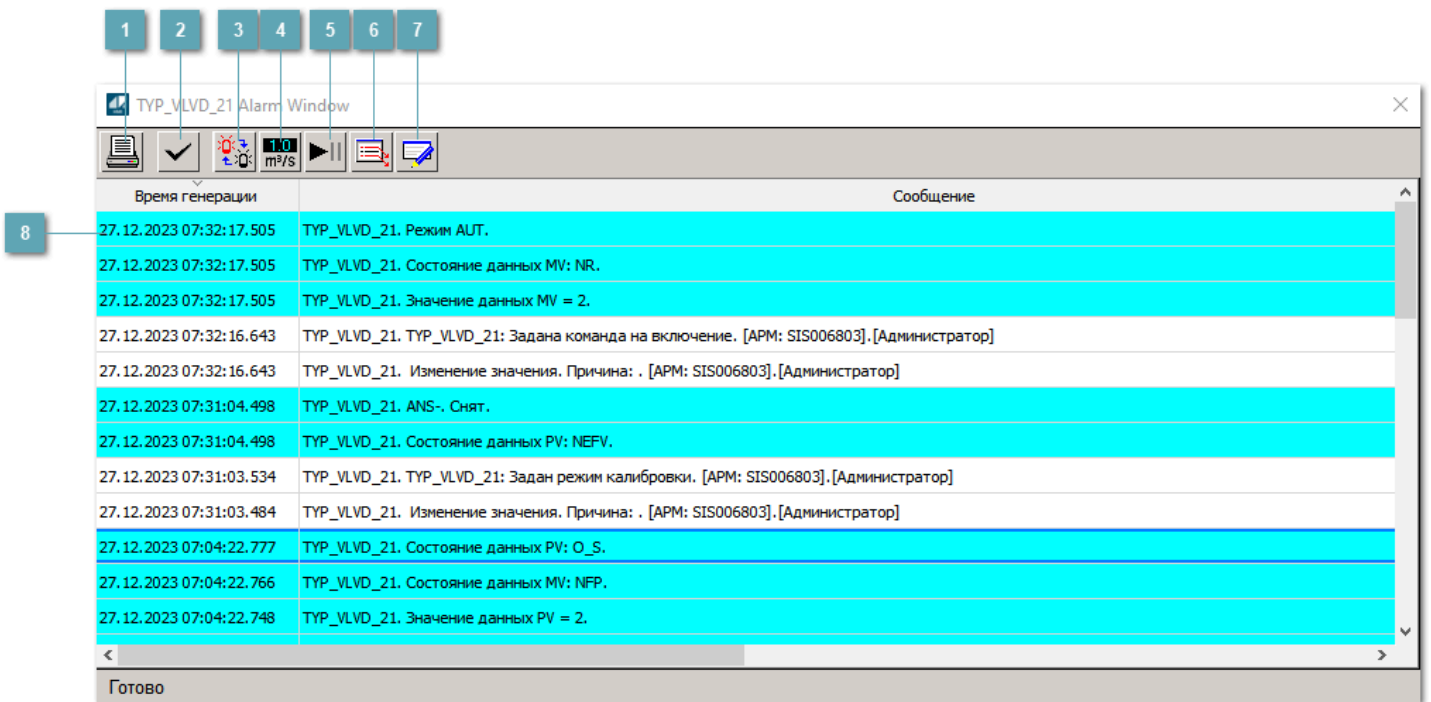 1 2 3 4 5 6 7
TYP_VLVD_21 Alarm Window
1.0
m³/s
Время генерации Сообщение
8
27.12.2023 07:32:17.505 TYP_VLVD_21. Режим AUT.
27.12.2023 07:32:17.505 TYP_VLVD_21. Состояние данных MV: NR.
27.12.2023 07:32:17.505 TYP_VLVD_21. Значение данных MV = 2.
27.12.2023 07:32:16.643 TYP_VLVD_21. TYP_VLVD_21: Задана команда на включение. [АРМ: SIS006803].[Администратор]
27.12.2023 07:32:16.643 TYP_VLVD_21. Изменение значения. Причина: . [АРМ: SIS006803].[Администратор]
27.12.2023 07:31:04.498 TYP_VLVD_21. ANS-. Снят.
27.12.2023 07:31:04.498 TYP_VLVD_21. Состояние данных PV: NEFV.
27.12.2023 07:31:03.534 TYP_VLVD_21. TYP_VLVD_21: Задан режим калибровки. [АРМ: SIS006803].[Администратор]
27.12.2023 07:31:03.484 TYP_VLVD_21. Изменение значения. Причина: . [АРМ: SIS006803].[Администратор]
27.12.2023 07:04:22.777 TYP_VLVD_21. Состояние данных PV: O_S.
27.12.2023 07:04:22.766 TYP_VLVD_21. Состояние данных MV: NFP.
27.12.2023 07:04:22.748 TYP_VLVD_21. Значение данных PV = 2.
Готово